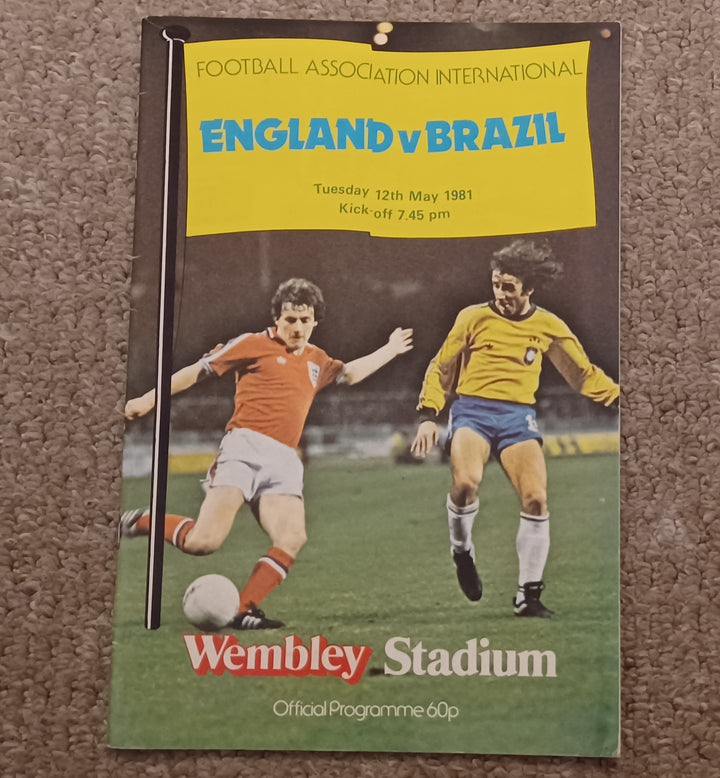 FOOTBALL ASSOCIATION INTERNATIONAL
ENGLAND v BRAZIL
Tuesday 12th May 1981
Kick-off 7.45 pm
Wembley Stadium
Official Programme 60p